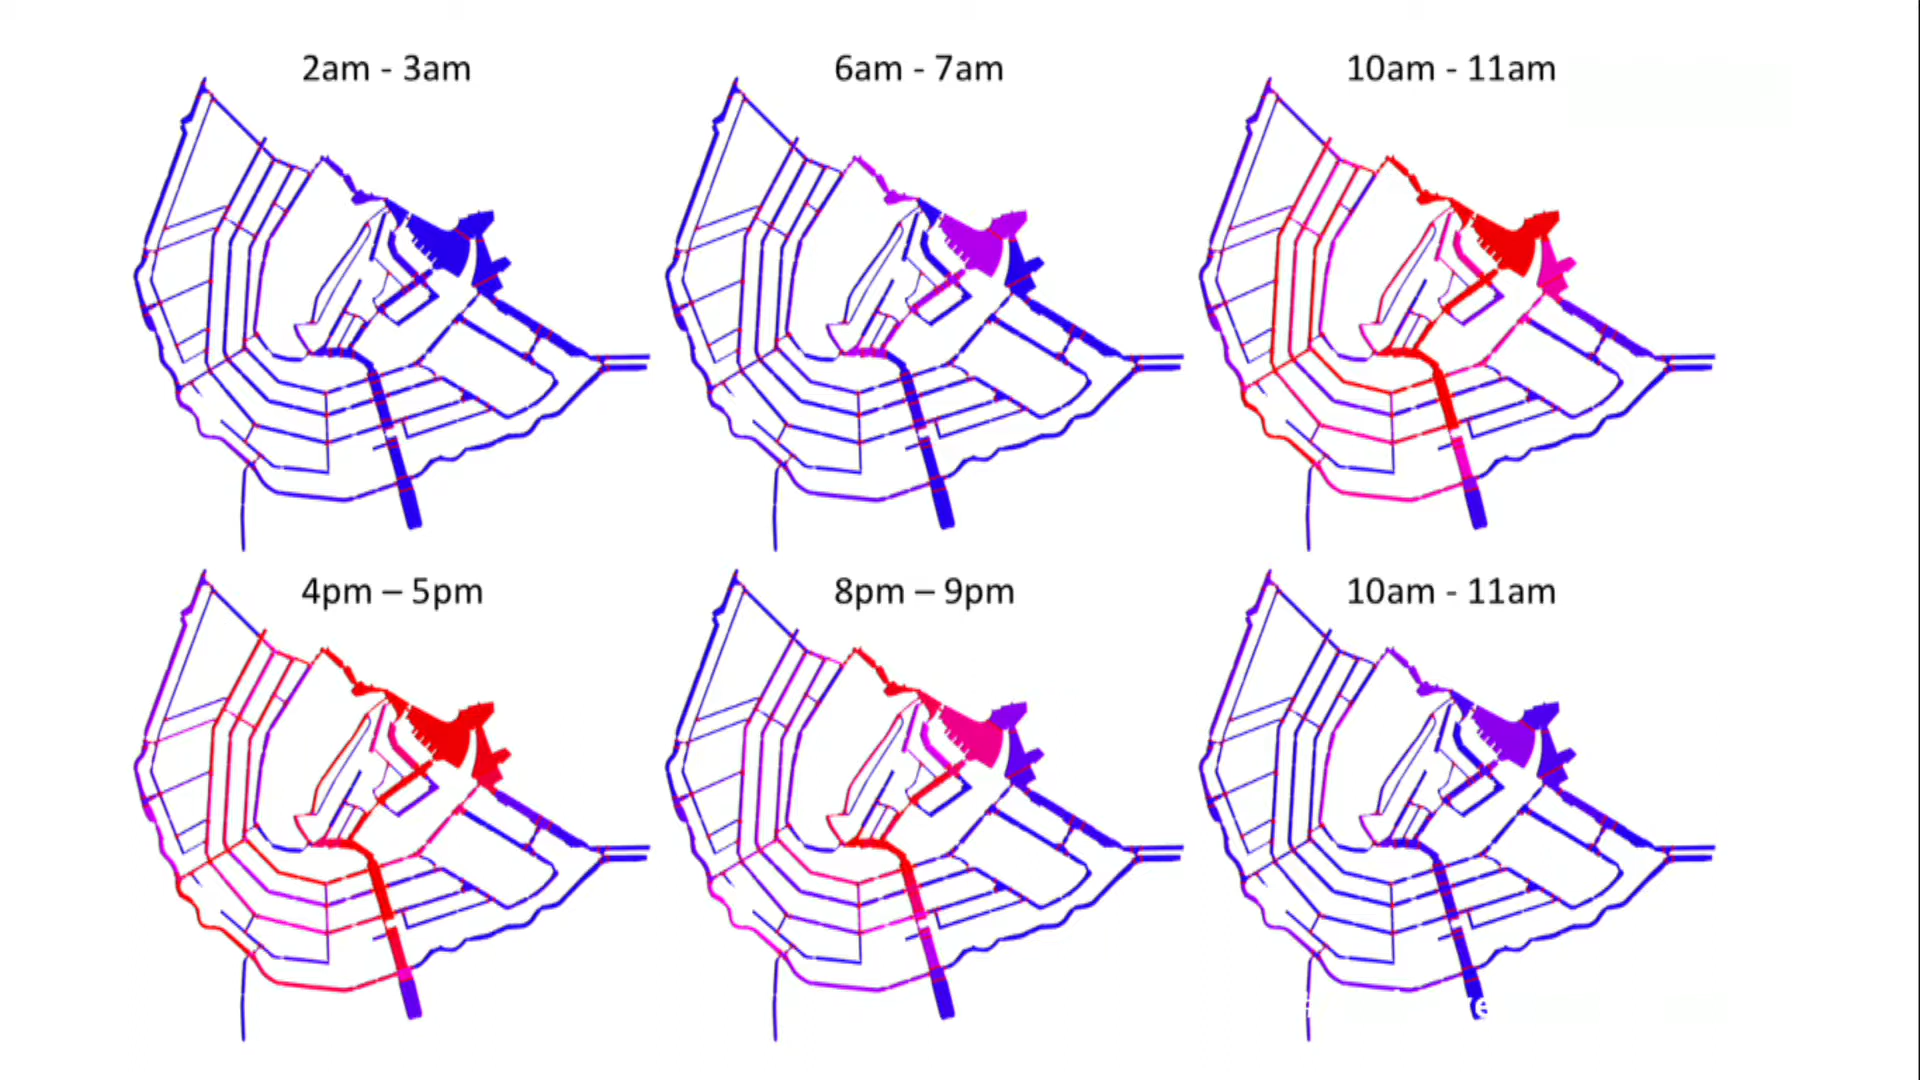 2am - 3am
6am - 7am
10am - 11am
4pm – 5pm
8pm – 9pm
10am - 11am